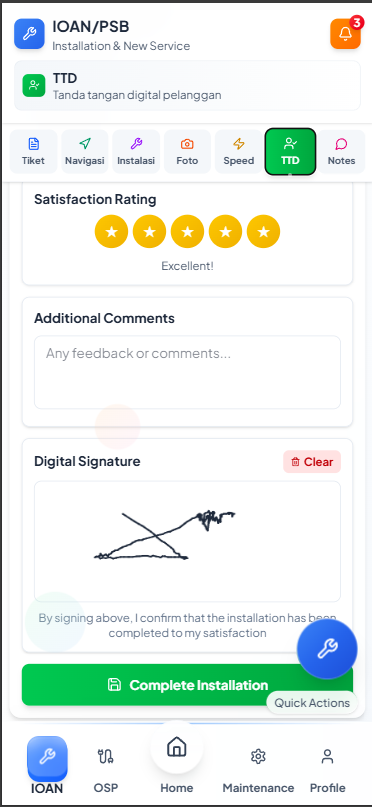 IOAN/PSB
Installation & New Service
3
TTD
Tanda tangan digital pelanggan
Tiket
Navigasi
Instalasi
Foto
Speed
TTD
Notes
Satisfaction Rating
Excellent!
Additional Comments
Any feedback or comments...
Digital Signature
Clear
By signing above, I confirm that the installation has been
completed to my satisfaction
Complete Installation
Quick Actions
IOAN
OSP
Home
Maintenance
Profile